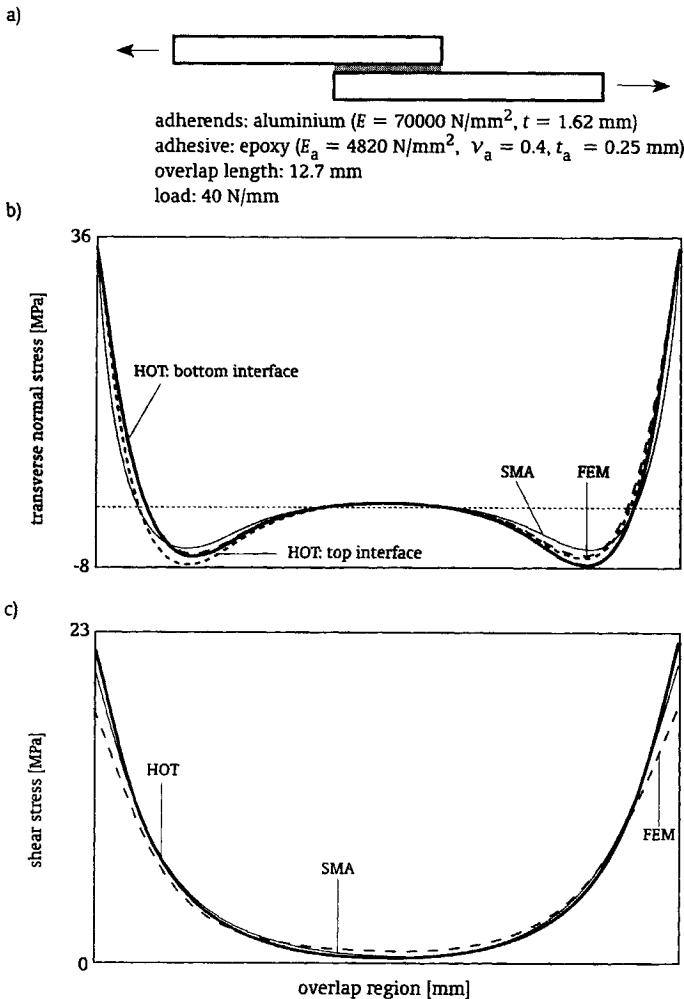 a)
adherends: aluminium (E = 70000 N/mm², t = 1.62 mm)
adhesive: epoxy (Eₐ = 4820 N/mm², νₐ = 0.4, tₐ = 0.25 mm)
overlap length: 12.7 mm
load: 40 N/mm
b)
36
transverse normal stress [MPa]
HOT: bottom interface
SMA
FEM
HOT: top interface
-8
c)
23
shear stress [MPa]
HOT
SMA
FEM
0
overlap region [mm]